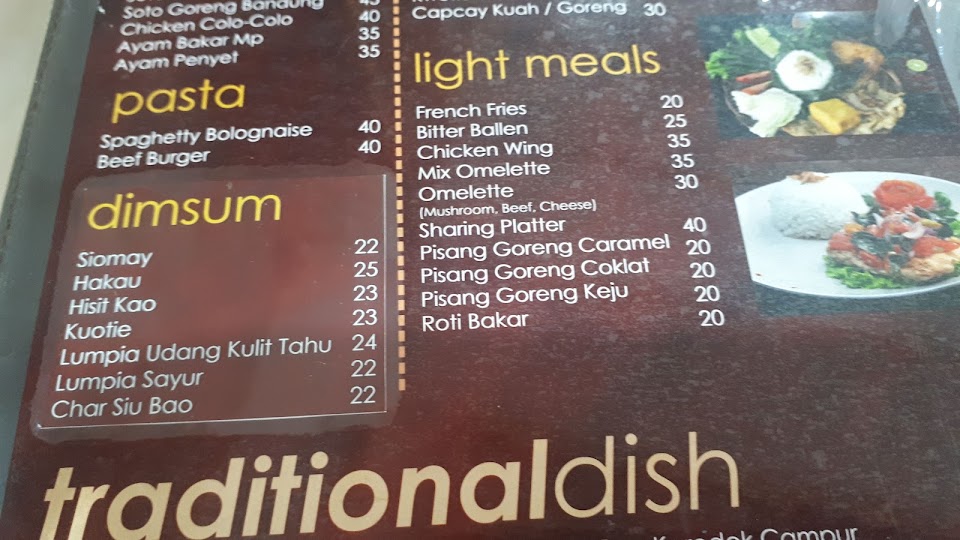 Soto Goreng Bandung 45
Chicken Colo-Colo 40
Ayam Bakar Mp 35
Ayam Penyet 35
pasta
Spaghetty Bolognaise 40
Beef Burger 40
dimsum
Siomay 22
Hakau 25
Hisit Kao 23
Kuotie 23
Lumpia Udang Kulit Tahu 24
Lumpia Sayur 22
Char Siu Bao 22
Capcay Kuah / Goreng 30
light meals
French Fries 20
Bitter Ballen 25
Chicken Wing 35
Mix Omelette 35
Omelette 30
(Mushroom, Beef, Cheese)
Sharing Platter 40
Pisang Goreng Caramel 20
Pisang Goreng Coklat 20
Pisang Goreng Keju 20
Roti Bakar 20
traditionaldish
Campur